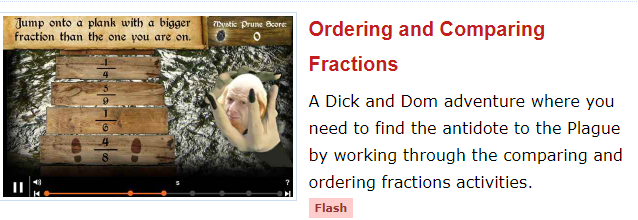 Jump onto a plank with a bigger
fraction than the one you are on.
Mystic Prune Score:
0
1
4
5
9
1
6
4
8
s
?
Ordering and Comparing
Fractions
A Dick and Dom adventure where you
need to find the antidote to the Plague
by working through the comparing and
ordering fractions activities.
Flash